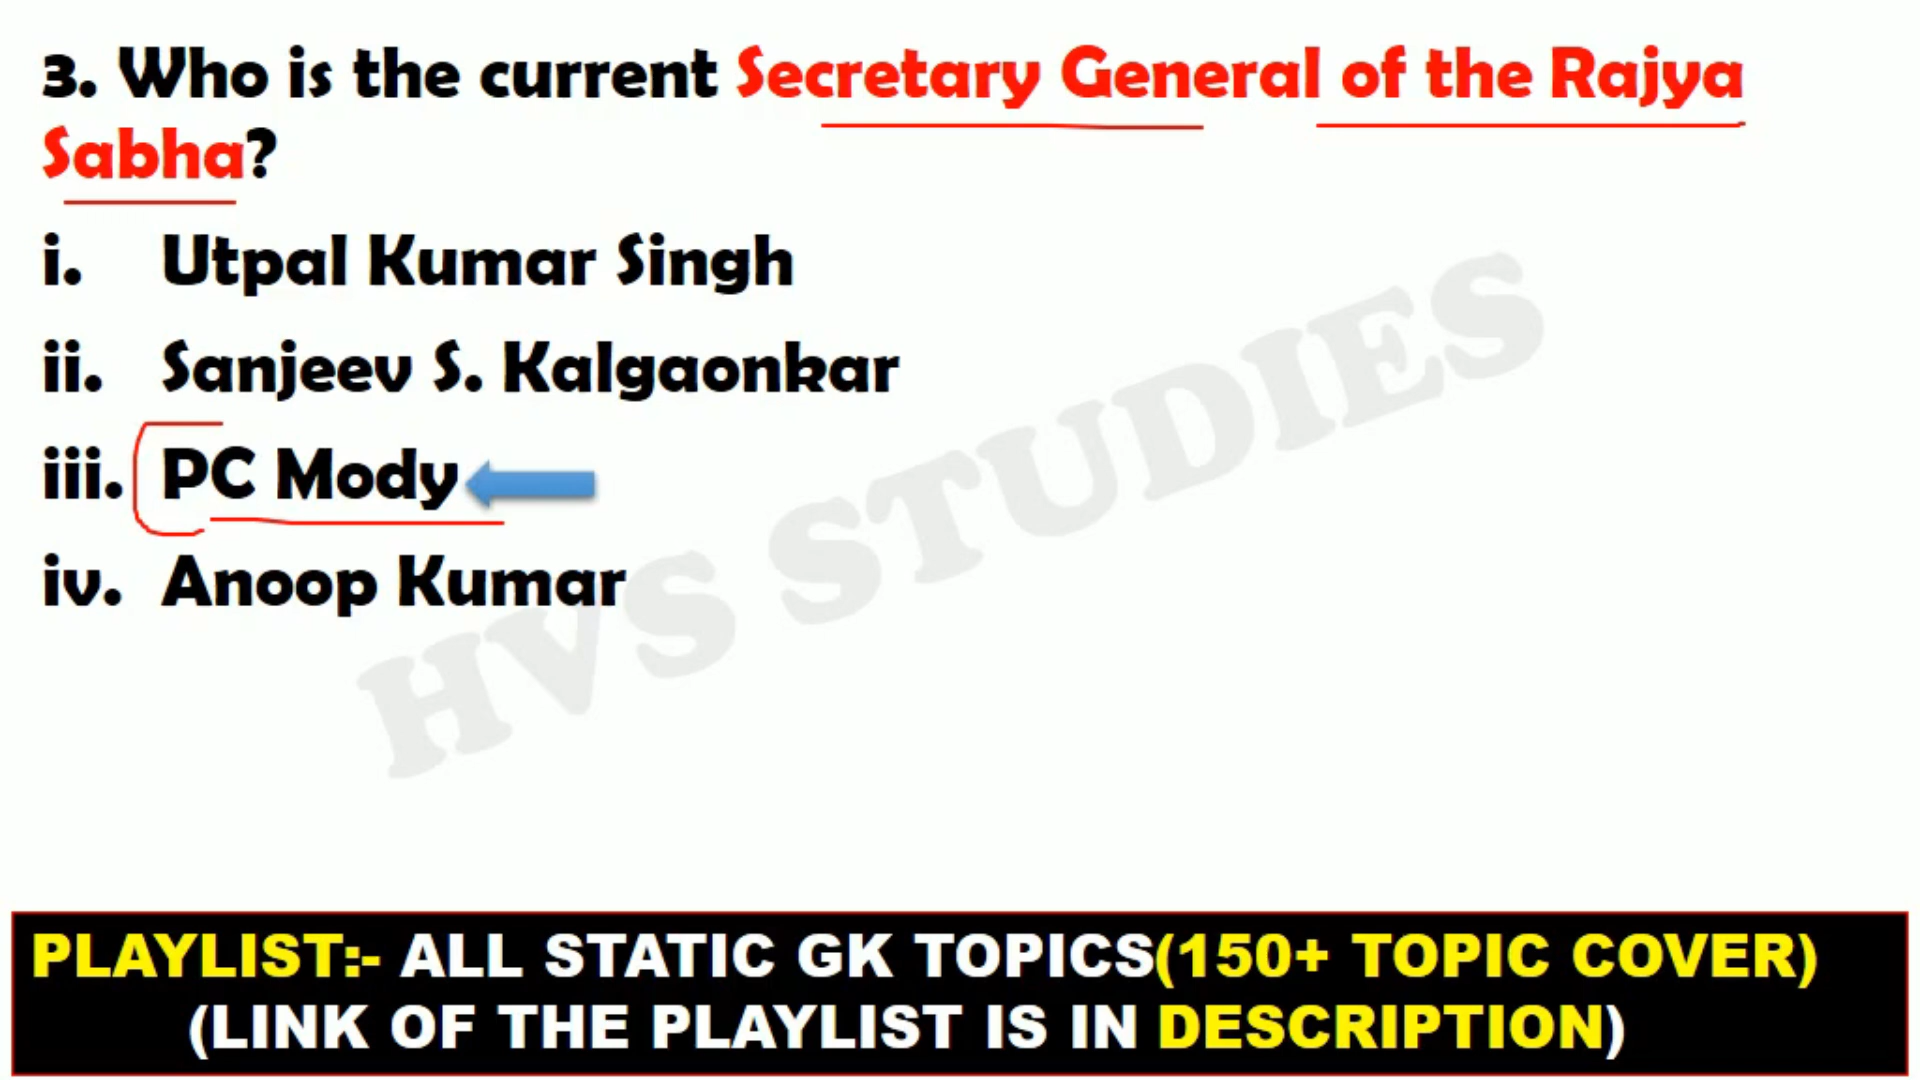 3. Who is the current Secretary General of the Rajya
Sabha?
i. Utpal Kumar Singh
ii. Sanjeev S. Kalgaonkar
iii. PC Mody
iv. Anoop Kumar
HVS STUDIES
PLAYLIST:- ALL STATIC GK TOPICS(150+ TOPIC COVER)
(LINK OF THE PLAYLIST IS IN DESCRIPTION)